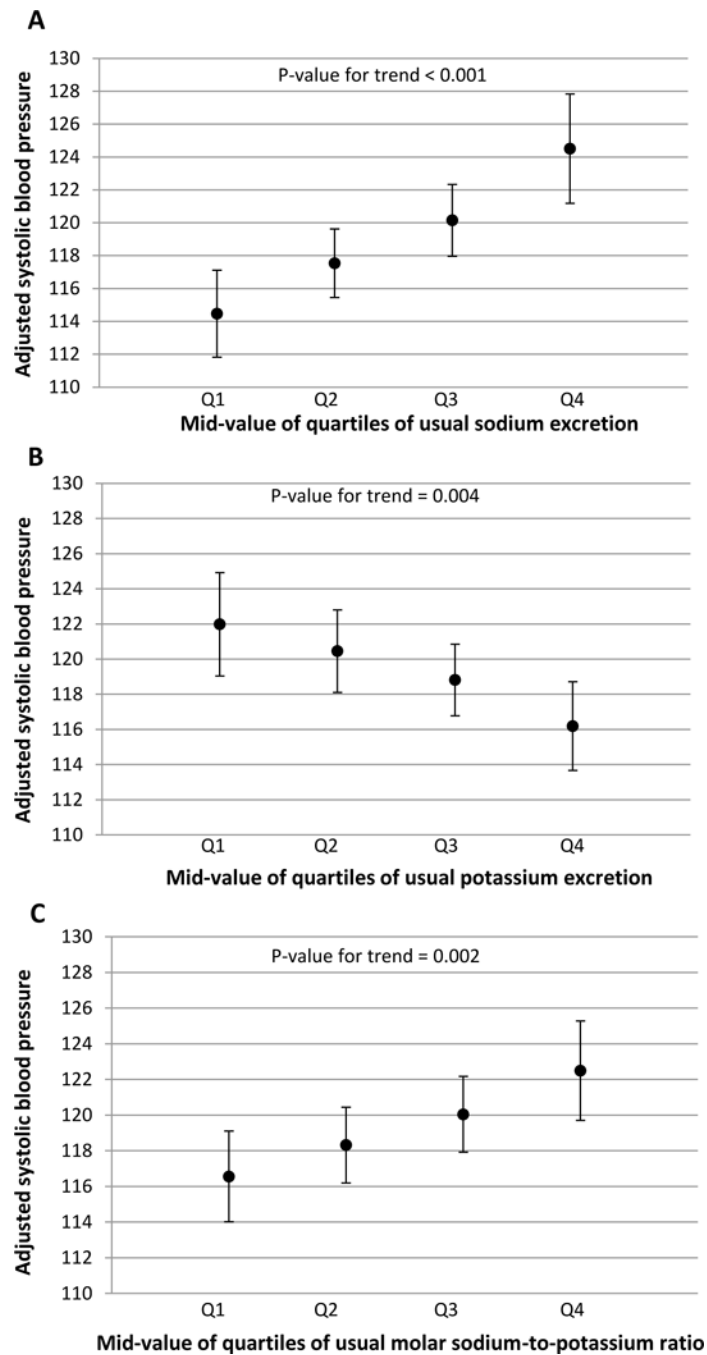 A
P-value for trend < 0.001
Adjusted systolic blood pressure
130
128
126
124
122
120
118
116
114
112
110
Q1 Q2 Q3 Q4
Mid-value of quartiles of usual sodium excretion
B
P-value for trend = 0.004
Adjusted systolic blood pressure
130
128
126
124
122
120
118
116
114
112
110
Q1 Q2 Q3 Q4
Mid-value of quartiles of usual potassium excretion
C
P-value for trend = 0.002
Adjusted systolic blood pressure
130
128
126
124
122
120
118
116
114
112
110
Q1 Q2 Q3 Q4
Mid-value of quartiles of usual molar sodium-to-potassium ratio